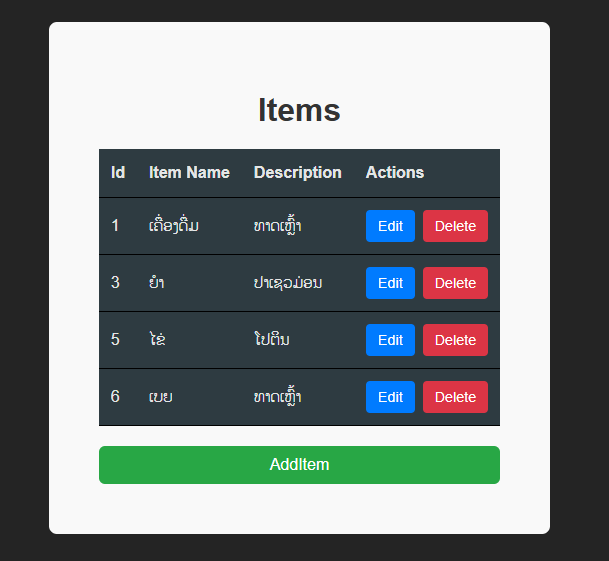 Items
Id Item Name Description Actions
1 ເຄື່ອງດື່ມ ທາດເຫຼົ້າ Edit Delete
3 ຍຳ ປາແຊວມ່ອນ Edit Delete
5 ໄຂ່ ໂປຕິນ Edit Delete
6 ເບຍ ທາດເຫຼົ້າ Edit Delete
AddItem